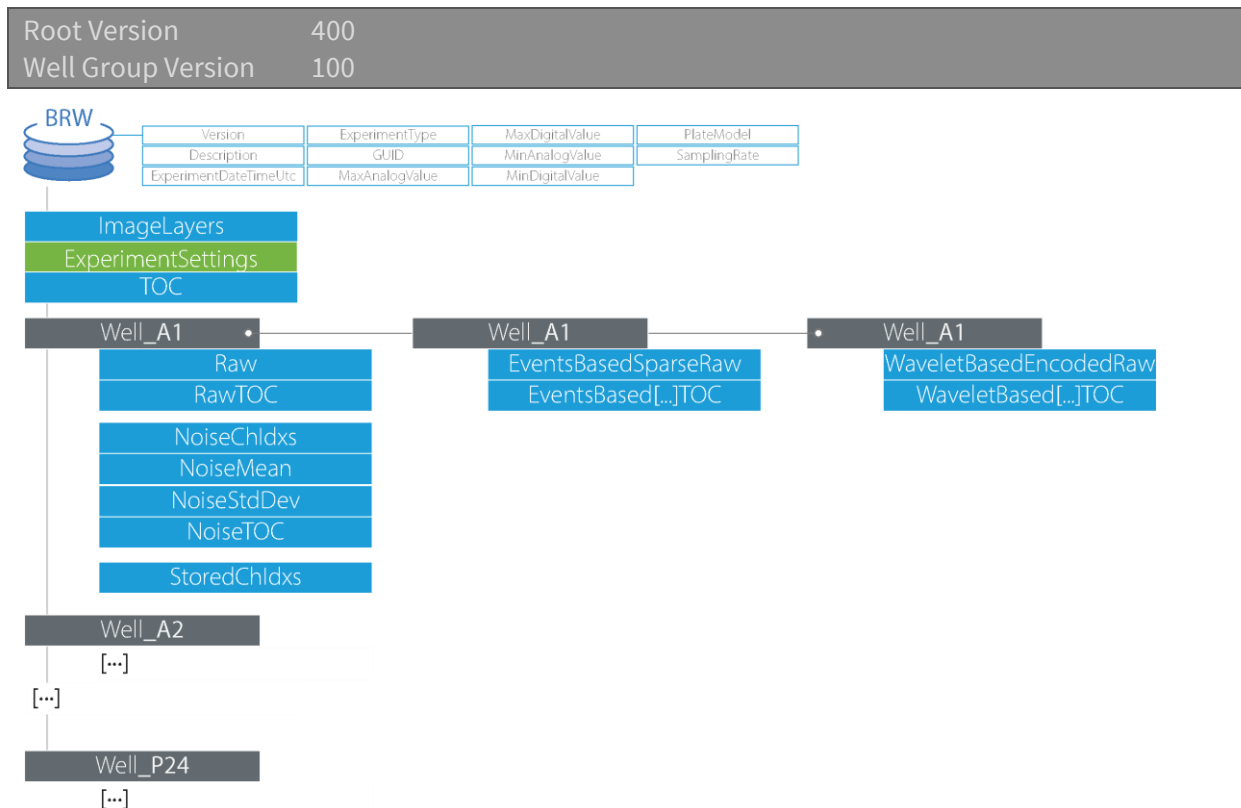 Root Version 400
Well Group Version 100
BRW
Version ExperimentType MaxDigitalValue PlateModel
Description GUID MinAnalogValue SamplingRate
ExperimentDateTimeUtc MaxAnalogValue MinDigitalValue
ImageLayers
ExperimentSettings
TOC
Well_A1 Well_A1 Well_A1
Raw EventsBasedSparseRaw WaveletBasedEncodedRaw
RawTOC EventsBased[...]TOC WaveletBased[...]TOC
NoiseChIdxs
NoiseMean
NoiseStdDev
NoiseTOC
StoredChIdxs
Well_A2
[...]
[...]
Well_P24
[...]